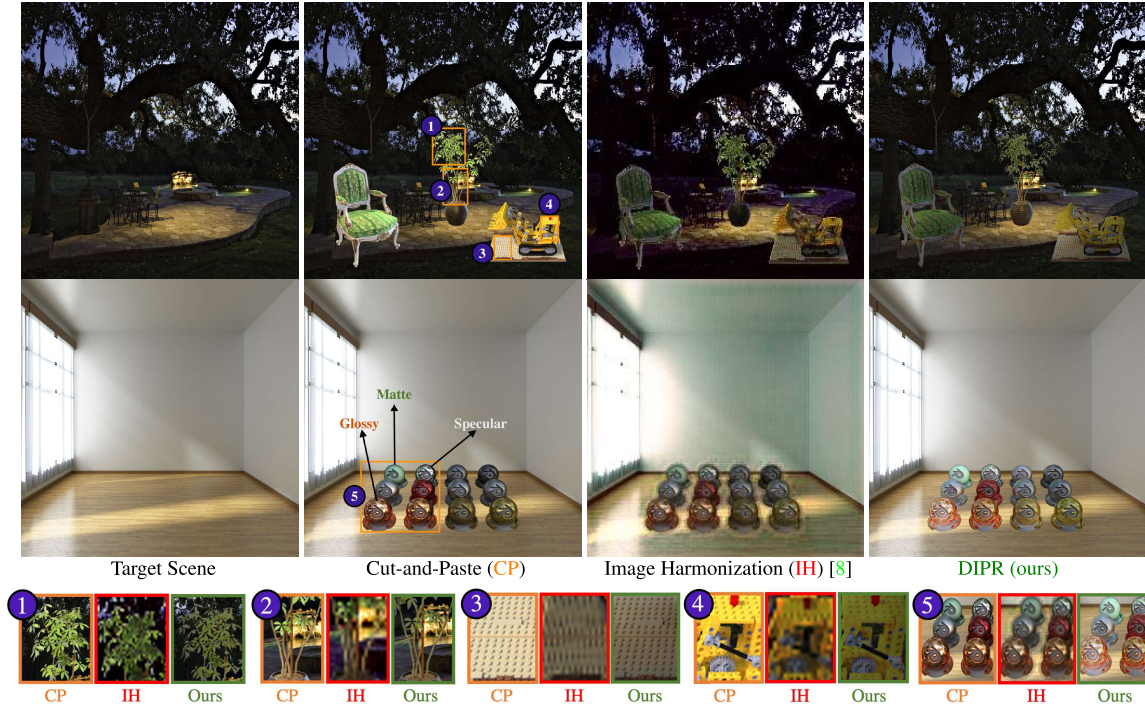 1
2
4
3
Matte
Glossy
Specular
5
Target Scene
Cut-and-Paste (CP)
Image Harmonization (IH) [8]
DIPR (ours)
1
2
3
4
5
CP IH Ours
CP IH Ours
CP IH Ours
CP IH Ours
CP IH Ours